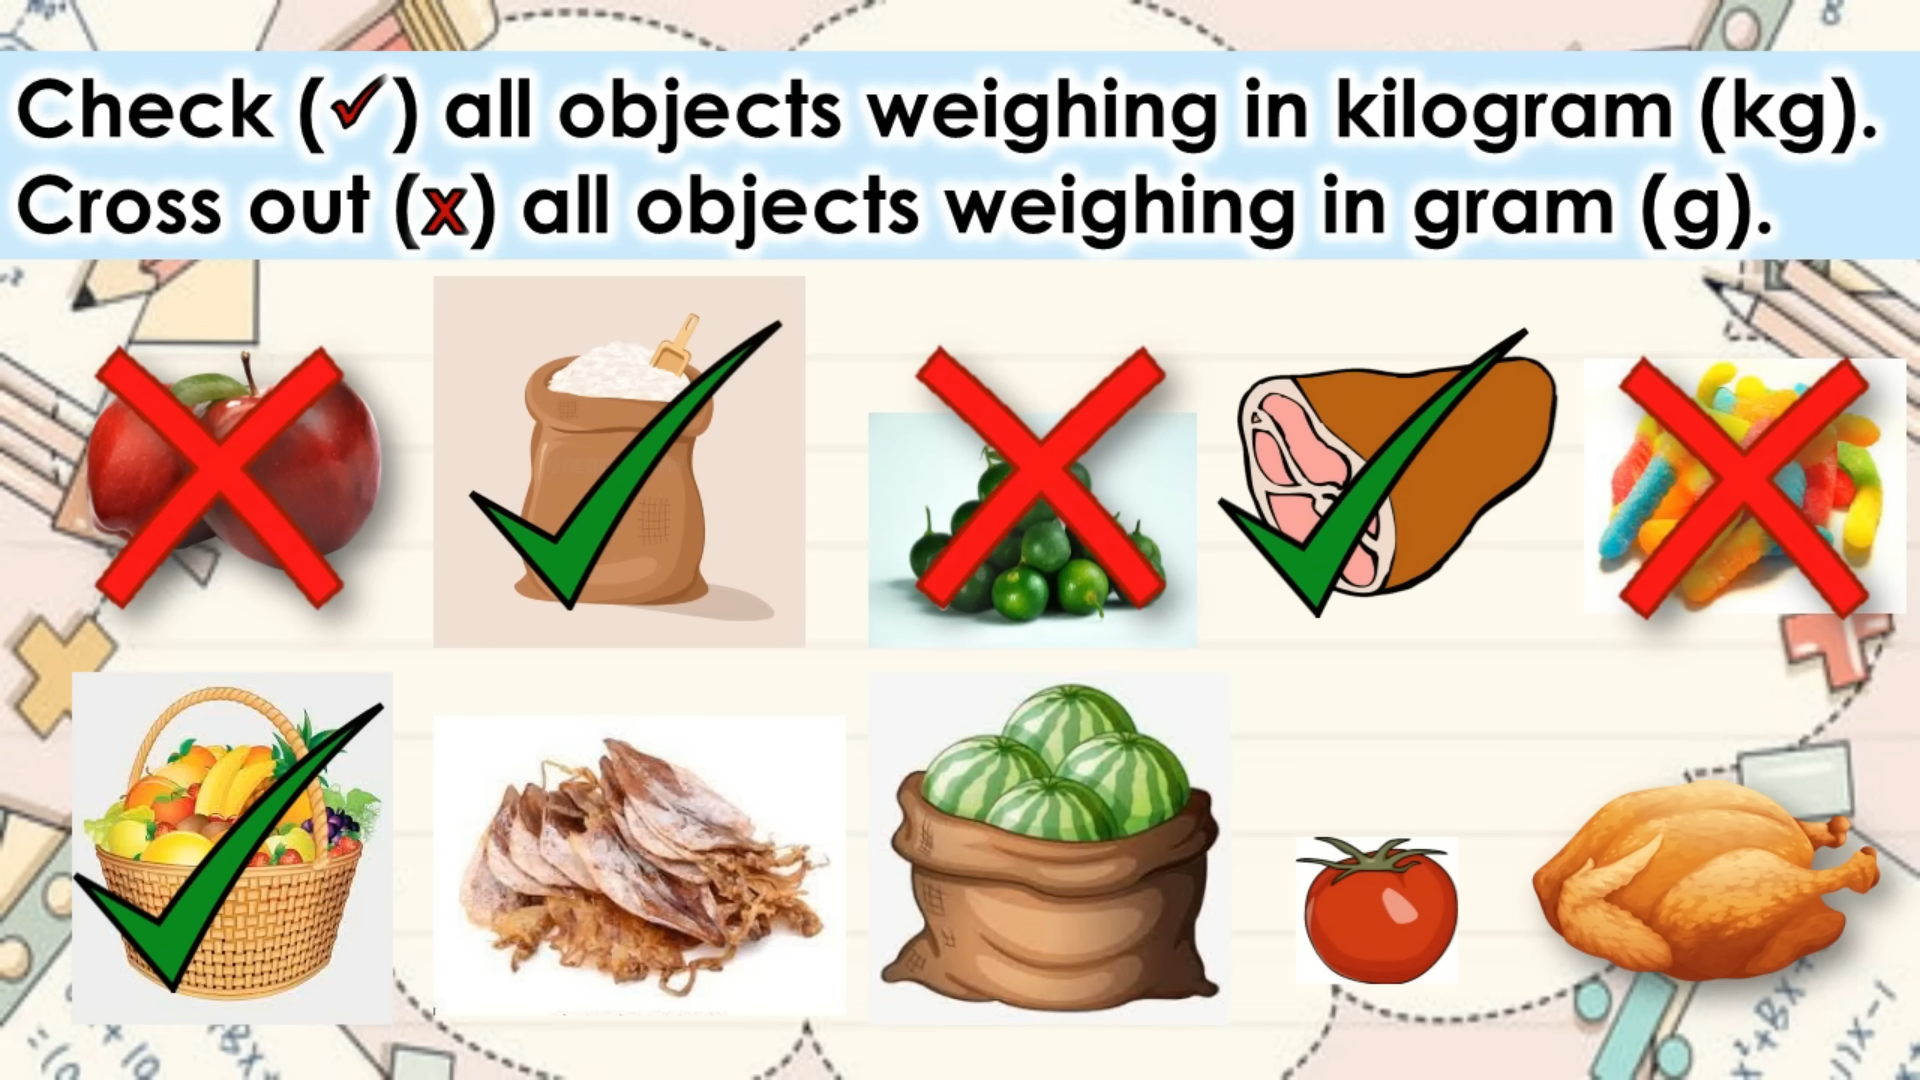 Check (✓) all objects weighing in kilogram (kg).
Cross out (x) all objects weighing in gram (g).